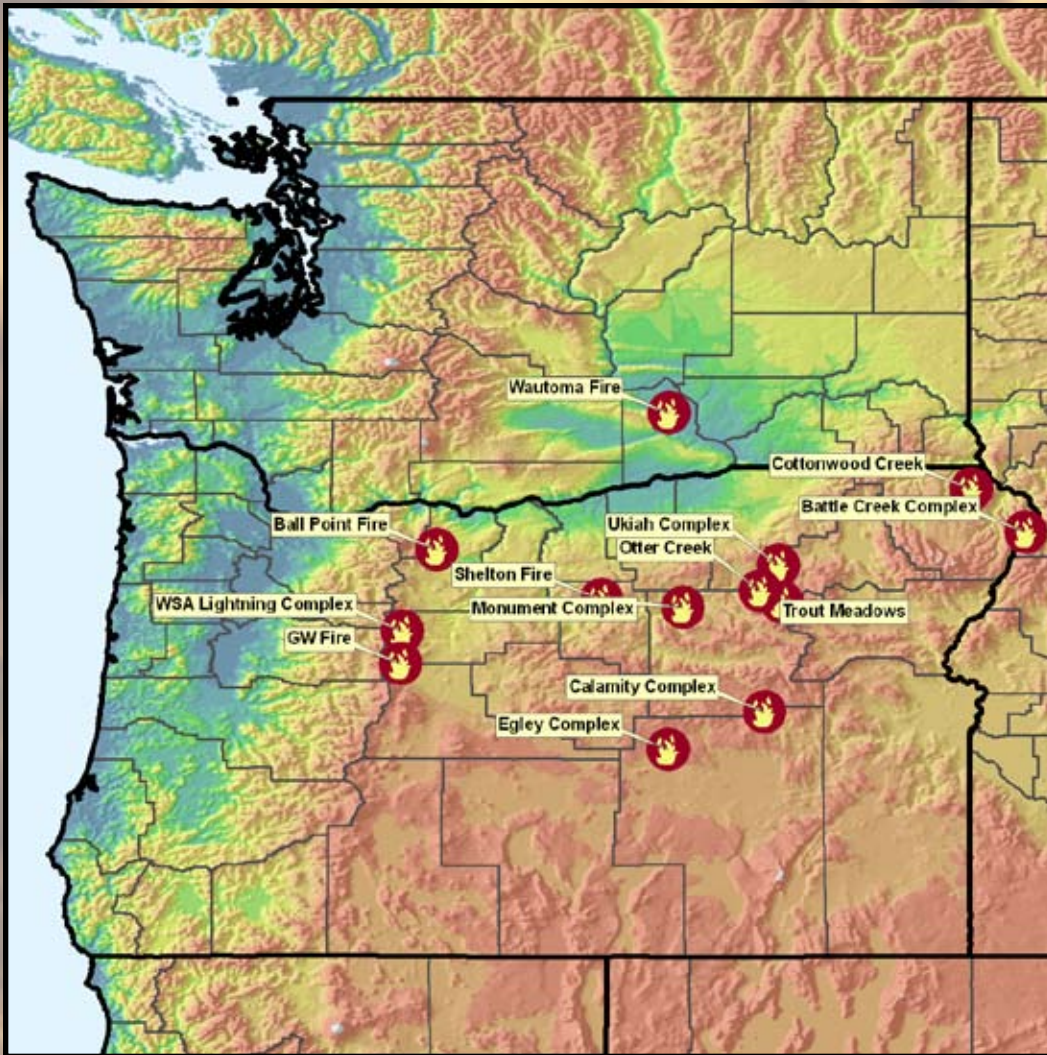 Wautoma Fire
Cottonwood Creek
Battle Creek Complex
Ball Point Fire
Ukiah Complex
Otter Creek
Shelton Fire
WSA Lightning Complex
Monument Complex
Trout Meadows
GW Fire
Calamity Complex
Egley Complex